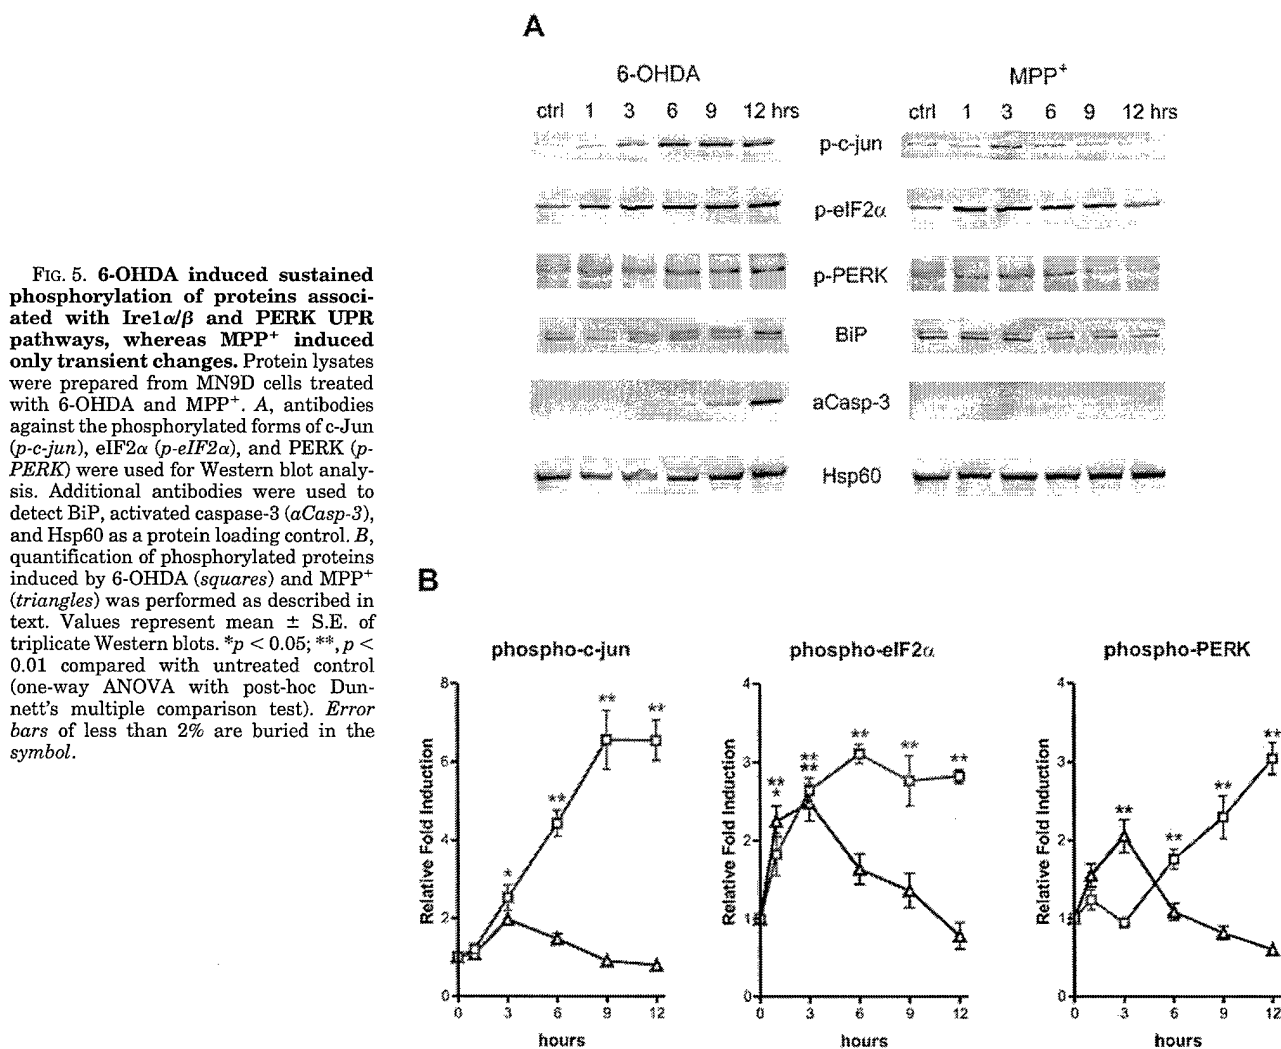 A
6-OHDA
MPP+
ctrl 1 3 6 9 12 hrs
ctrl 1 3 6 9 12 hrs
p-c-jun
p-eIF2α
p-PERK
BiP
aCasp-3
Hsp60
FIG. 5. 6-OHDA induced sustained
phosphorylation of proteins associ-
ated with Ire1α/β and PERK UPR
pathways, whereas MPP+ induced
only transient changes. Protein lysates
were prepared from MN9D cells treated
with 6-OHDA and MPP+. A, antibodies
against the phosphorylated forms of c-Jun
(p-c-jun), eIF2α (p-eIF2α), and PERK (p-
PERK) were used for Western blot analy-
sis. Additional antibodies were used to
detect BiP, activated caspase-3 (aCasp-3),
and Hsp60 as a protein loading control. B,
quantification of phosphorylated proteins
induced by 6-OHDA (squares) and MPP+
(triangles) was performed as described in
text. Values represent mean ± S.E. of
triplicate Western blots. *p < 0.05; **, p <
0.01 compared with untreated control
(one-way ANOVA with post-hoc Dun-
nett's multiple comparison test). Error
bars of less than 2% are buried in the
symbol.
B
phospho-c-jun
Relative Fold Induction
8
6
4
2
0
* ** ** **
0 3 6 9 12
hours
phospho-eIF2α
Relative Fold Induction
4
3
2
1
0
** * ** ** ** ** **
0 3 6 9 12
hours
phospho-PERK
Relative Fold Induction
4
3
2
1
0
** ** ** **
0 3 6 9 12
hours